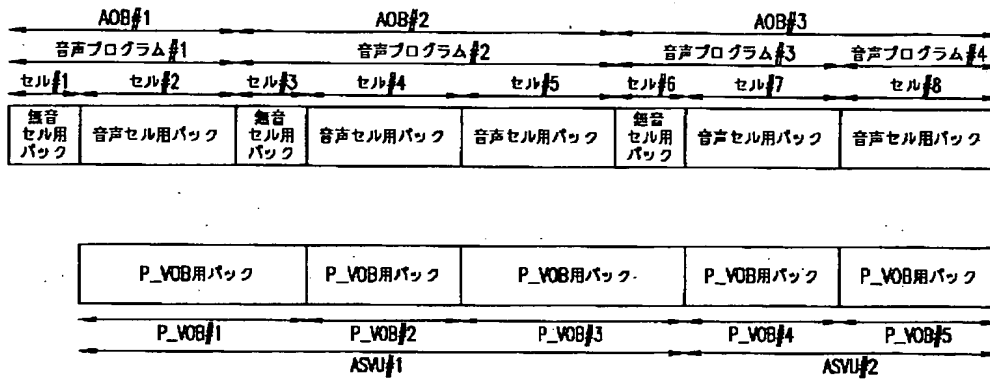 AOB#1 AOB#2 AOB#3
音声プログラム#1 音声プログラム#2 音声プログラム#3 音声プログラム#4
セル#1 セル#2 セル#3 セル#4 セル#5 セル#6 セル#7 セル#8
無音
セル用
パック
音声セル用パック
無音
セル用
パック
音声セル用パック
音声セル用パック
無音
セル用
パック
音声セル用パック
音声セル用パック
P_VOB用パック P_VOB用パック P_VOB用パック P_VOB用パック P_VOB用パック
P_VOB#1 P_VOB#2 P_VOB#3 P_VOB#4 P_VOB#5
ASVU#1 ASVU#2